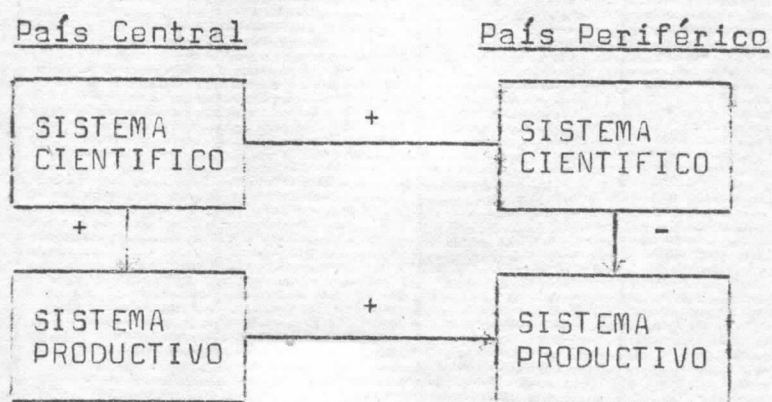 País Central País Periférico
SISTEMA
CIENTIFICO
+
SISTEMA
CIENTIFICO
+
-
SISTEMA
PRODUCTIVO
+
SISTEMA
PRODUCTIVO